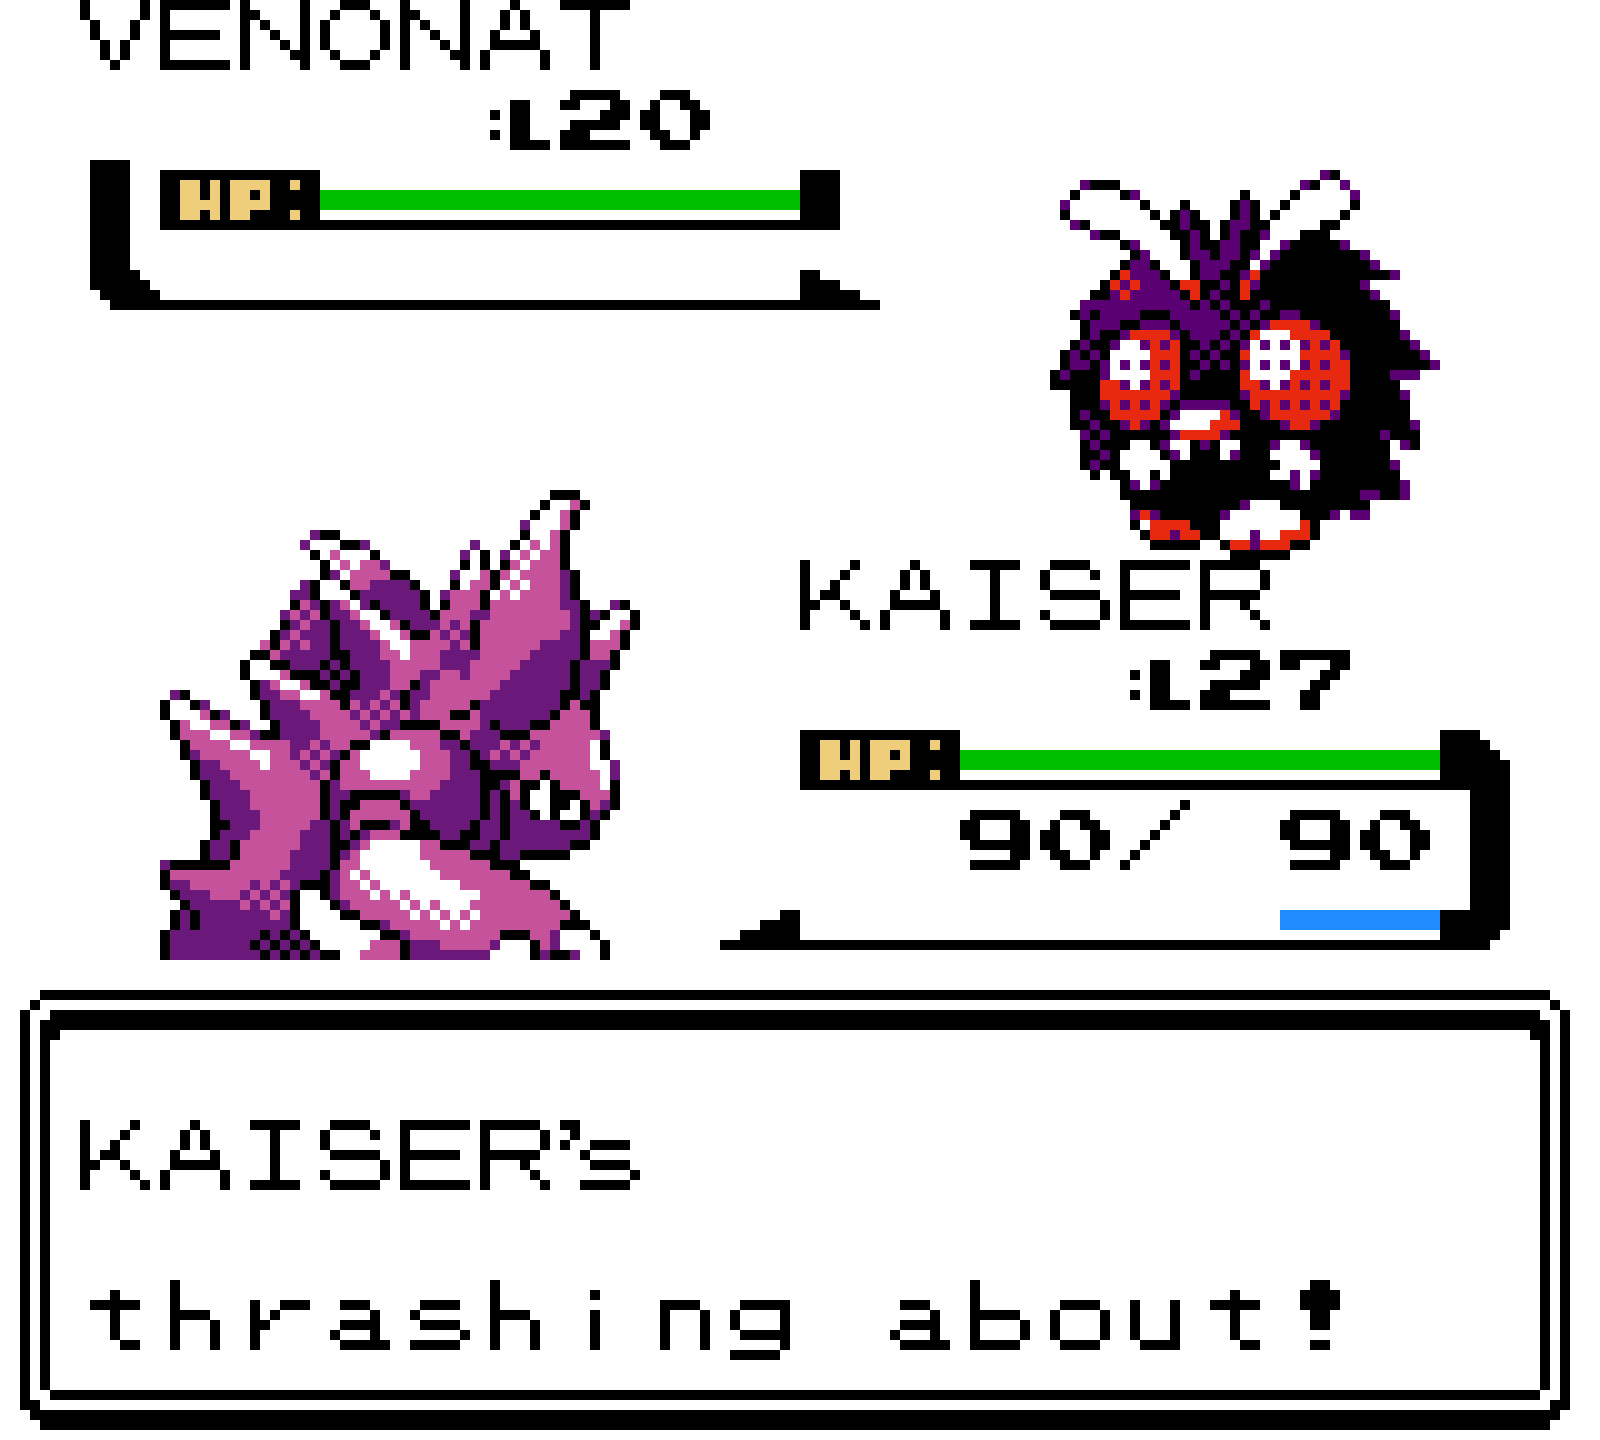 VENONAT
:L20
HP:
KAISER
:L27
HP:
90/ 90
KAISER's
thrashing about!